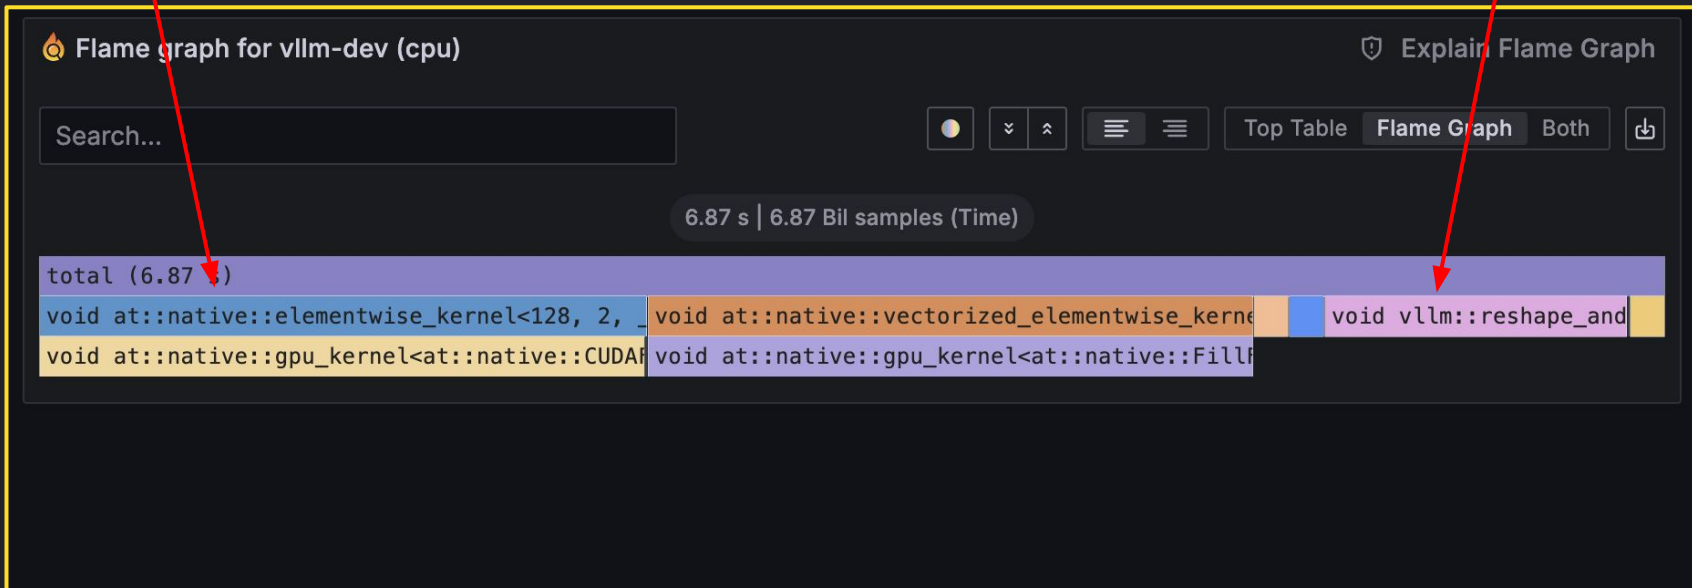 Flame graph for vllm-dev (cpu)
Explain Flame Graph
Search...
Top Table Flame Graph Both
6.87 s | 6.87 Bil samples (Time)
total (6.87 s)
void at::native::elementwise_kernel<128, 2, _ void at::native::vectorized_elementwise_kerne void vllm::reshape_and
void at::native::gpu_kernel<at::native::CUDAF void at::native::gpu_kernel<at::native::FillF